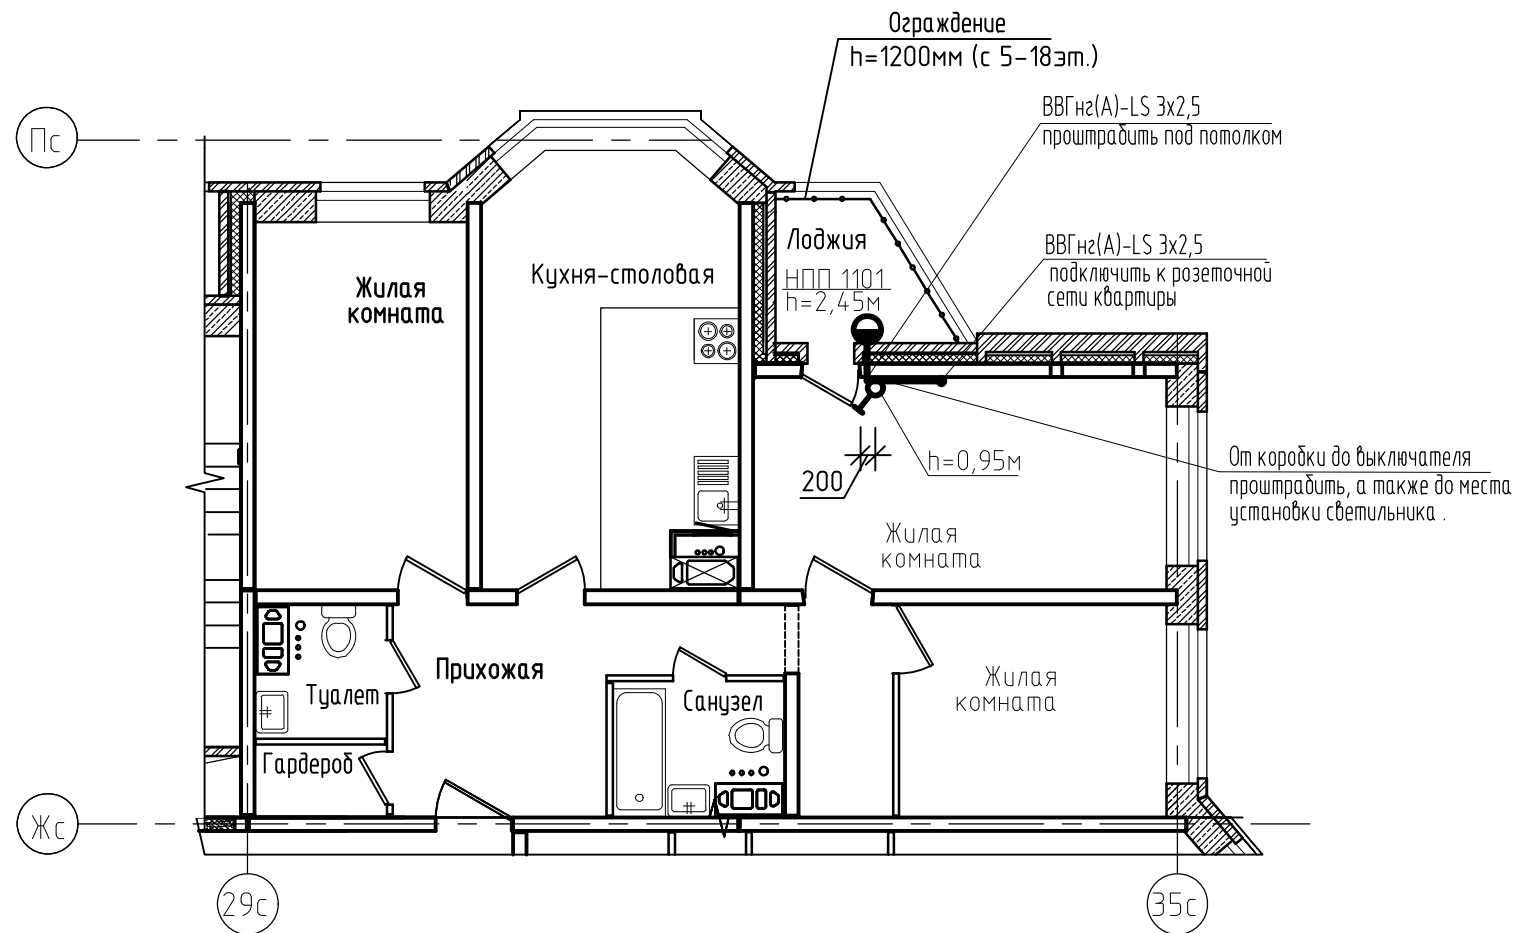 Ограждение
h=1200мм (с 5-18эт.)
ВВГнг(А)-LS 3х2,5
проштрабить под потолком
Пс
Лоджия
НПП 1101
h=2,45м
ВВГнг(А)-LS 3х2,5
подключить к розеточной
сети квартиры
Кухня-столовая
Жилая
комната
h=0,95м
200
От коробки до выключателя
проштрабить, а также до места
установки светильника .
Жилая
комната
Прихожая
Жилая
комната
Туалет
Санузел
Гардероб
Жс
29с
35с